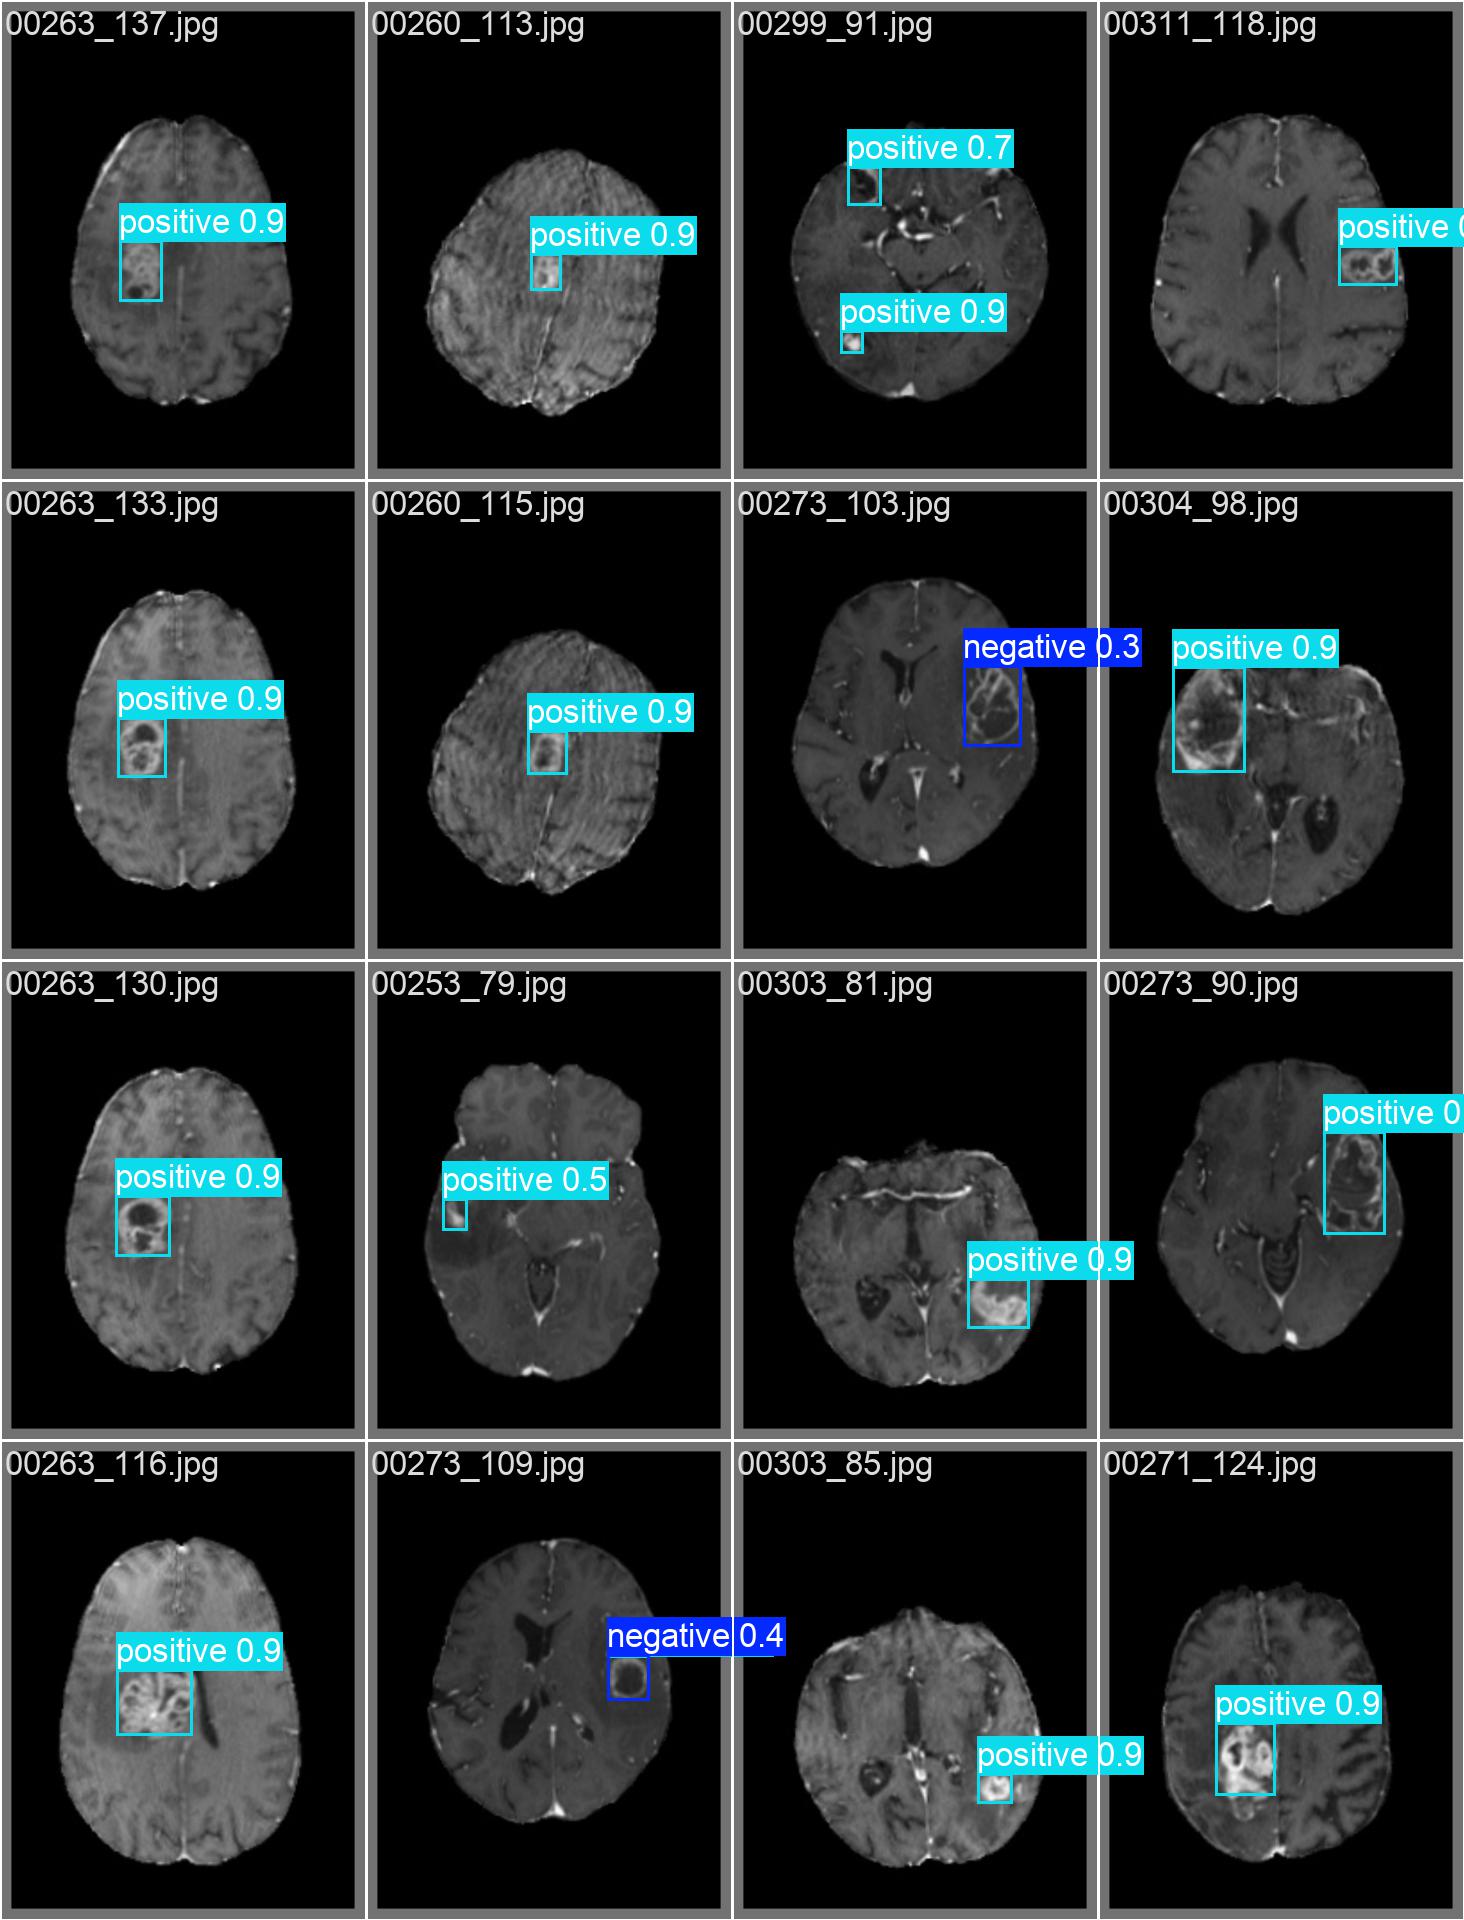 00263_137.jpg
positive 0.9
00260_113.jpg
positive 0.9
00299_91.jpg
positive 0.7
positive 0.9
00311_118.jpg
positive 0
00263_133.jpg
positive 0.9
00260_115.jpg
positive 0.9
00273_103.jpg
negative 0.3
00304_98.jpg
positive 0.9
00263_130.jpg
positive 0.9
00253_79.jpg
positive 0.5
00303_81.jpg
positive 0.9
00273_90.jpg
positive 0
00263_116.jpg
positive 0.9
00273_109.jpg
negative 0.4
00303_85.jpg
positive 0.9
00271_124.jpg
positive 0.9